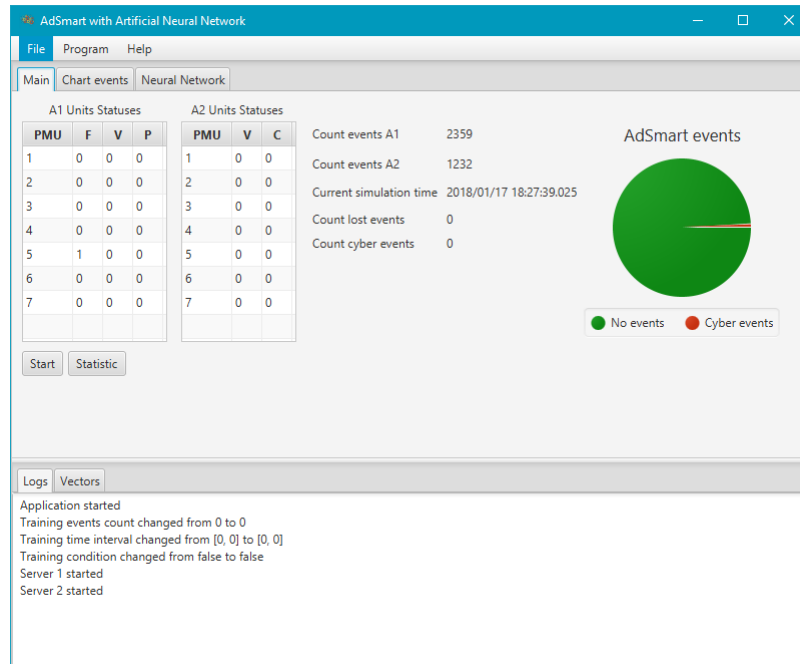 AdSmart with Artificial Neural Network
File Program Help
Main Chart events Neural Network
A1 Units Statuses
PMU F V P
1 0 0 0
2 0 0 0
3 0 0 0
4 0 0 0
5 1 0 0
6 0 0 0
7 0 0 0
A2 Units Statuses
PMU V C
1 0 0
2 0 0
3 0 0
4 0 0
5 0 0
6 0 0
7 0 0
Count events A1 2359
Count events A2 1232
Current simulation time 2018/01/17 18:27:39.025
Count lost events 0
Count cyber events 0
AdSmart events
No events Cyber events
Start Statistic
Logs Vectors
Application started
Training events count changed from 0 to 0
Training time interval changed from [0, 0] to [0, 0]
Training condition changed from false to false
Server 1 started
Server 2 started